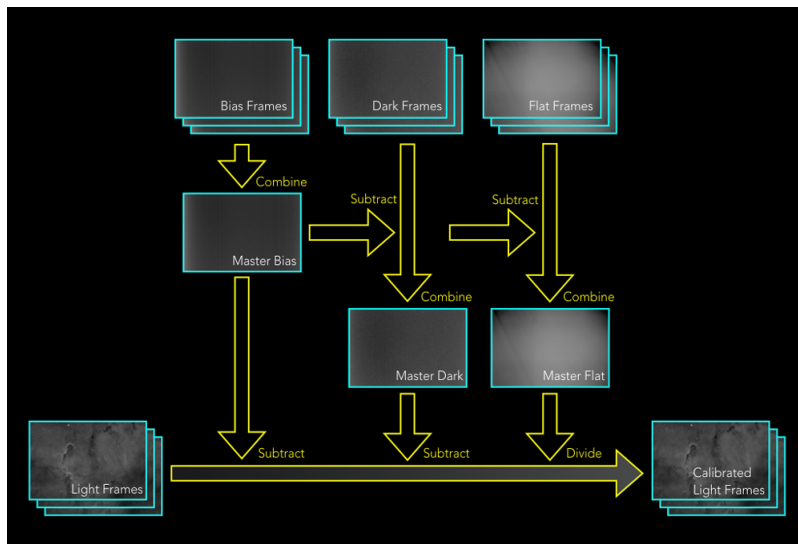 Bias Frames
Dark Frames
Flat Frames
Combine
Subtract
Subtract
Master Bias
Combine
Combine
Master Dark
Master Flat
Light Frames
Subtract
Subtract
Divide
Calibrated
Light Frames